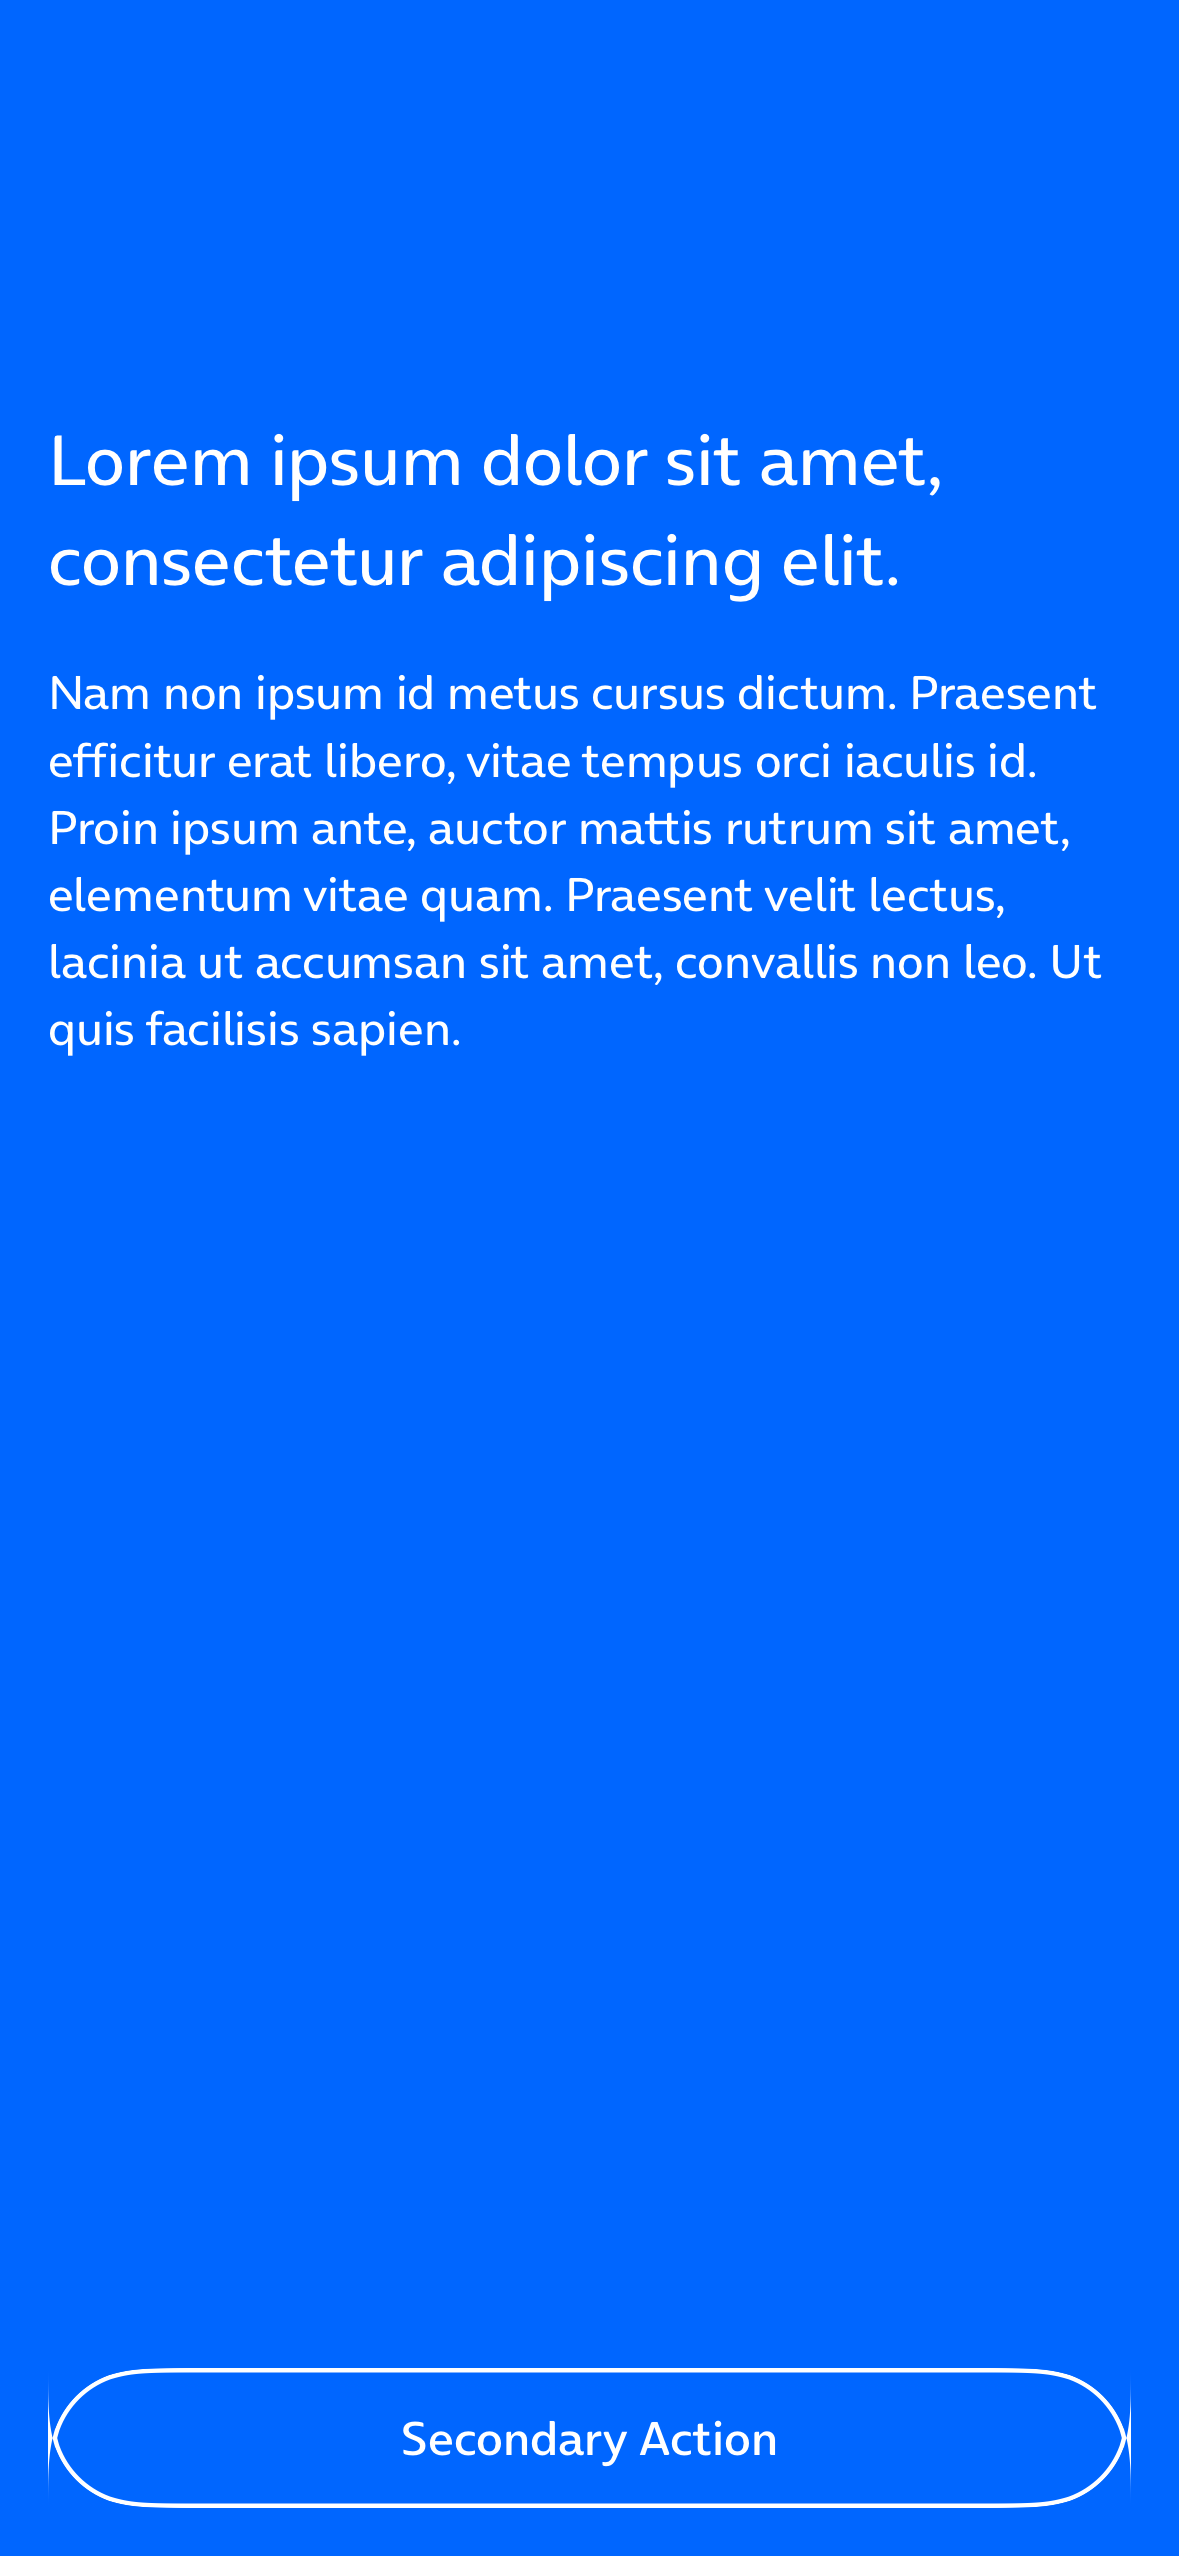 Lorem ipsum dolor sit amet,
consectetur adipiscing elit.
Nam non ipsum id metus cursus dictum. Praesent
efficitur erat libero, vitae tempus orci iaculis id.
Proin ipsum ante, auctor mattis rutrum sit amet,
elementum vitae quam. Praesent velit lectus,
lacinia ut accumsan sit amet, convallis non leo. Ut
quis facilisis sapien.
Secondary Action